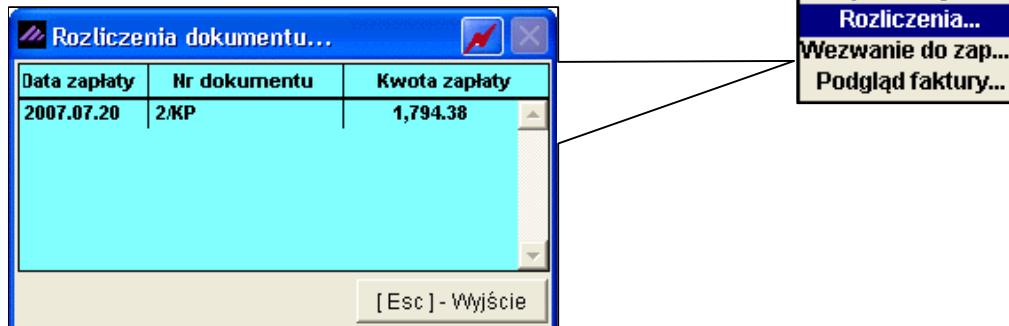 Rozliczenia dokumentu...
Data zapłaty Nr dokumentu Kwota zapłaty
2007.07.20 2/KP 1,794.38
[ Esc ] - Wyjście
Rozliczenia...
Wezwanie do zap...
Podgląd faktury...